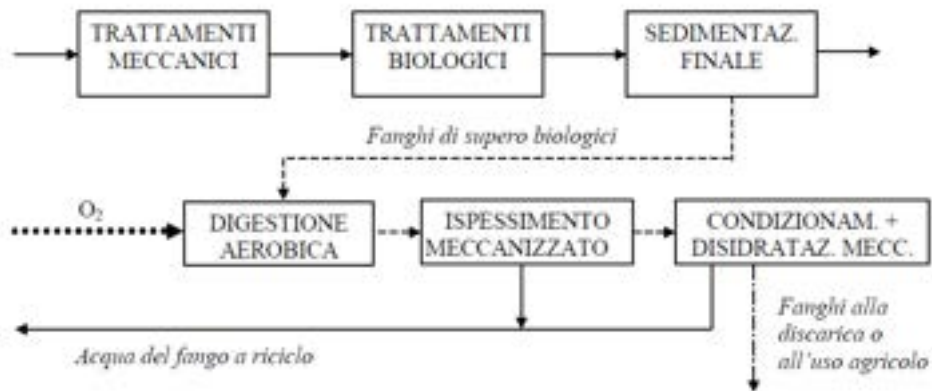 TRATTAMENTI
MECCANICI
TRATTAMENTI
BIOLOGICI
SEDIMENTAZ.
FINALE
Fanghi di supero biologici
O₂
DIGESTIONE
AEROBICA
ISPESSIMENTO
MECCANIZZATO
CONDIZIONAM. +
DISIDRATAZ. MECC.
Fanghi alla
discarica o
all'uso agricolo
Acqua del fango a riciclo